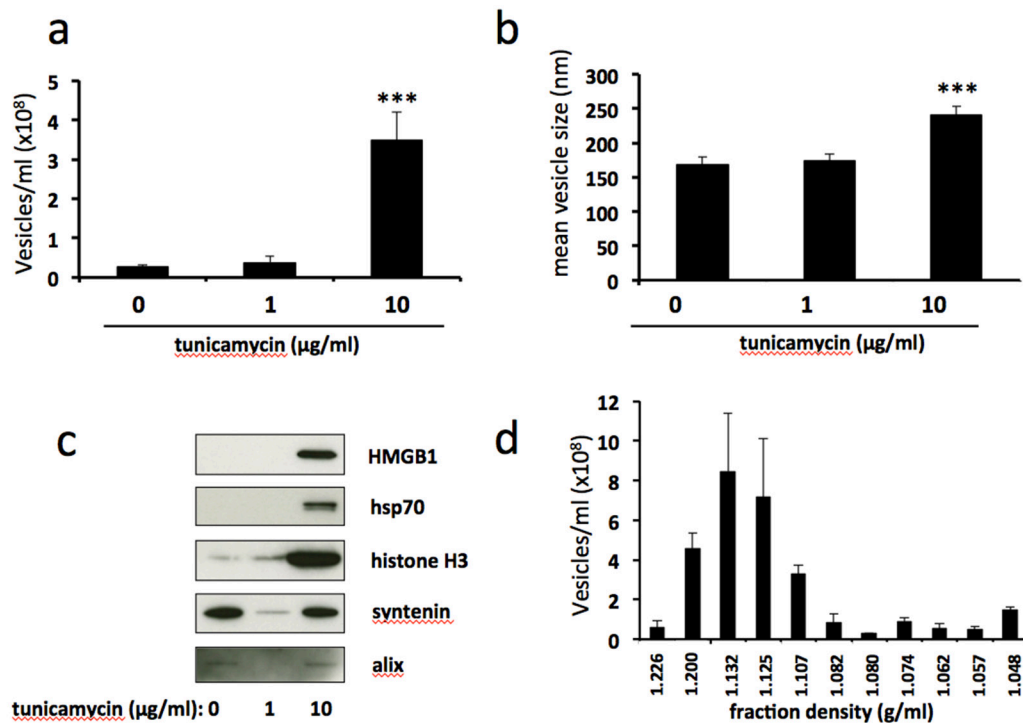 a
Vesicles/ml (x10⁸)
5
4
3
2
1
0
***
0 1 10
tunicamycin (µg/ml)
b
mean vesicle size (nm)
300
250
200
150
100
50
0
***
0 1 10
tunicamycin (µg/ml)
c
HMGB1
hsp70
histone H3
syntenin
alix
tunicamycin (µg/ml): 0 1 10
d
Vesicles/ml (x10⁸)
12
10
8
6
4
2
0
1.226 1.200 1.132 1.125 1.107 1.082 1.080 1.074 1.062 1.057 1.048
fraction density (g/ml)